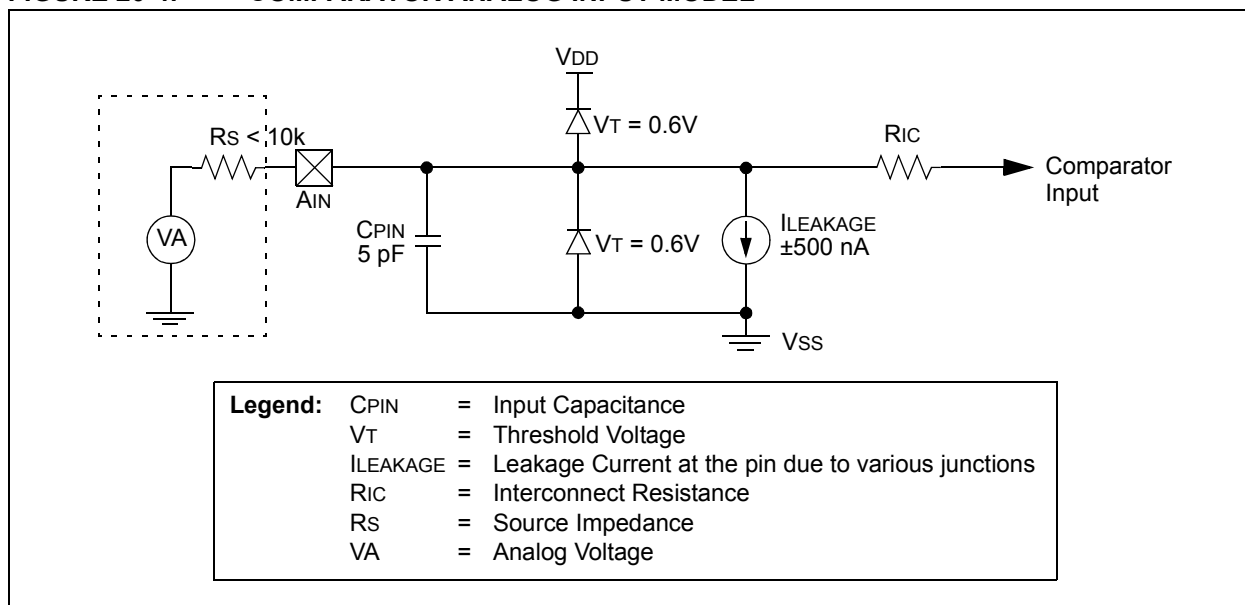 VDD
VT = 0.6V
RS < 10k
RIC
AIN
Comparator
Input
VA
CPIN
5 pF
VT = 0.6V
ILEAKAGE
±500 nA
VSS
Legend: CPIN = Input Capacitance
VT = Threshold Voltage
ILEAKAGE = Leakage Current at the pin due to various junctions
RIC = Interconnect Resistance
RS = Source Impedance
VA = Analog Voltage